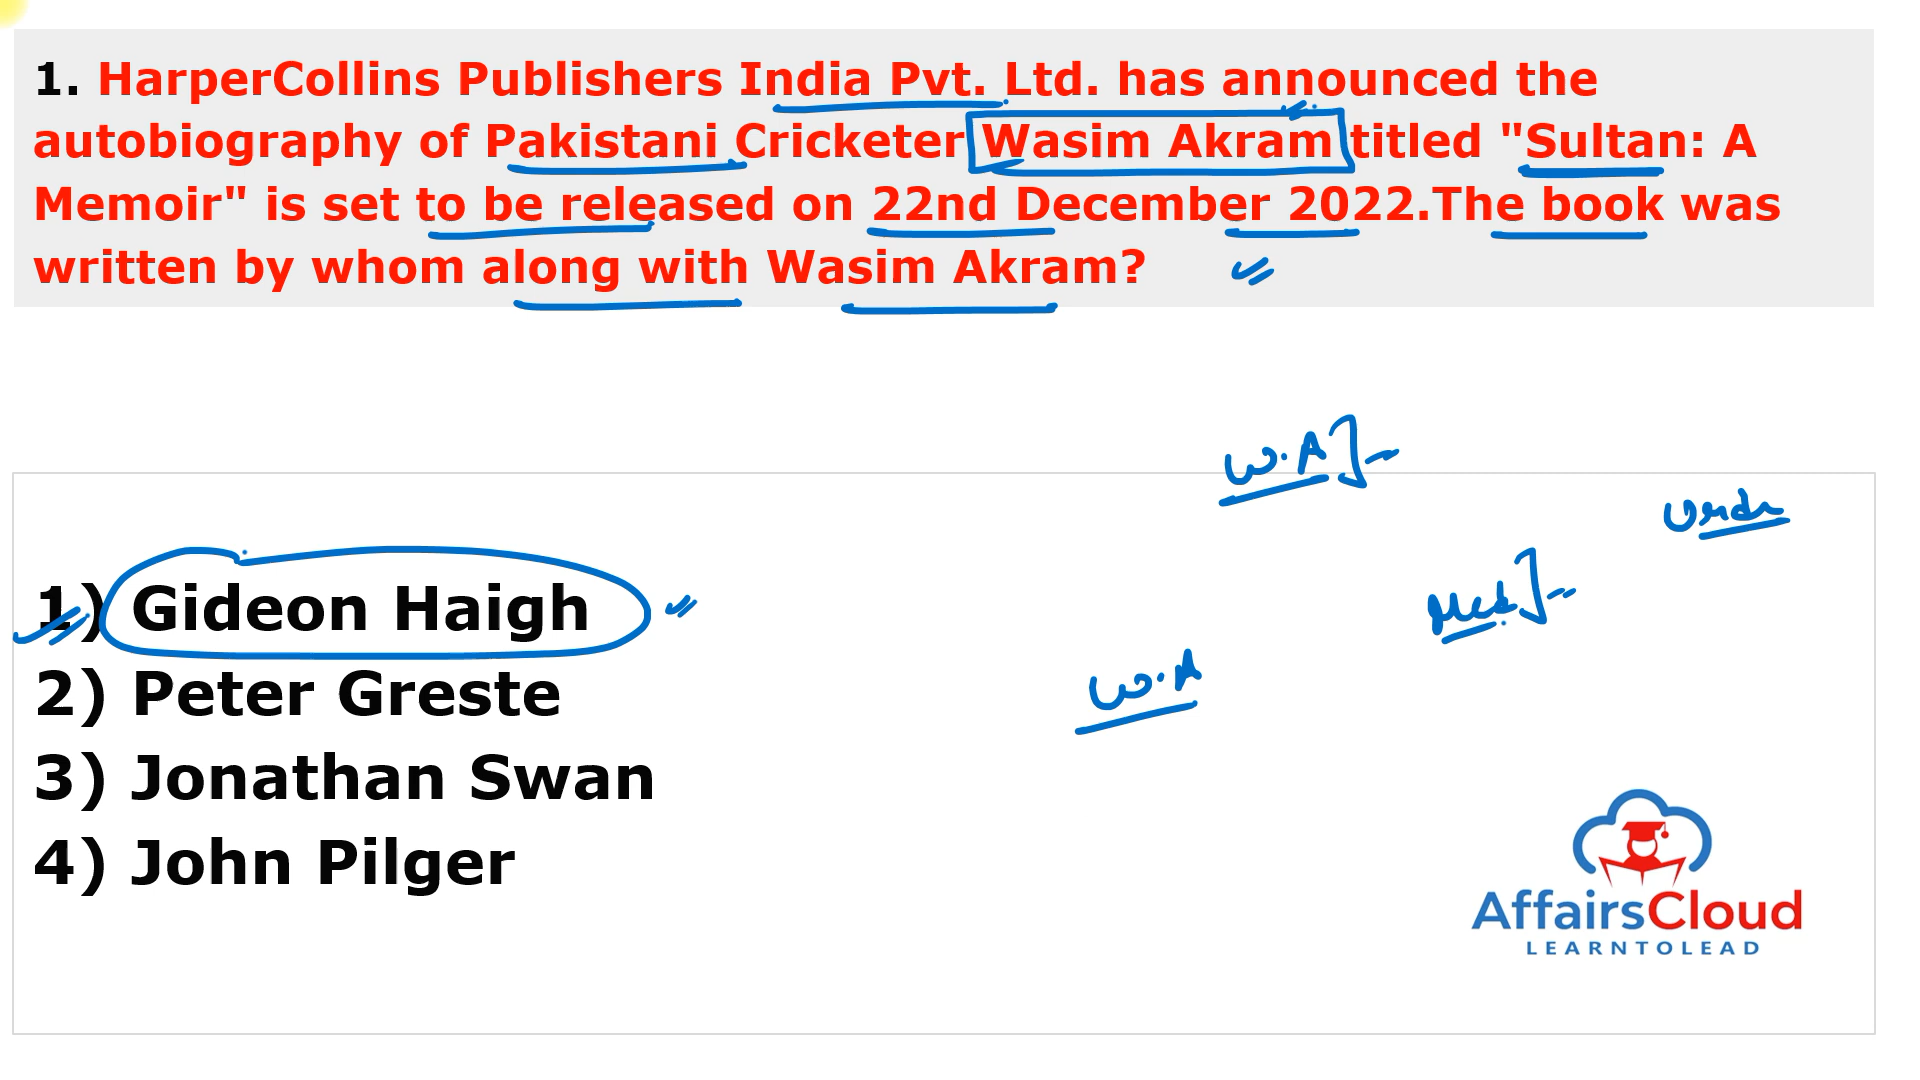 1. HarperCollins Publishers India Pvt. Ltd. has announced the
autobiography of Pakistani Cricketer Wasim Akram titled "Sultan: A
Memoir" is set to be released on 22nd December 2022.The book was
written by whom along with Wasim Akram?
W.A
1) Gideon Haigh
2) Peter Greste
W.A
3) Jonathan Swan
4) John Pilger
AffairsCloud
LEARNTOLEAD